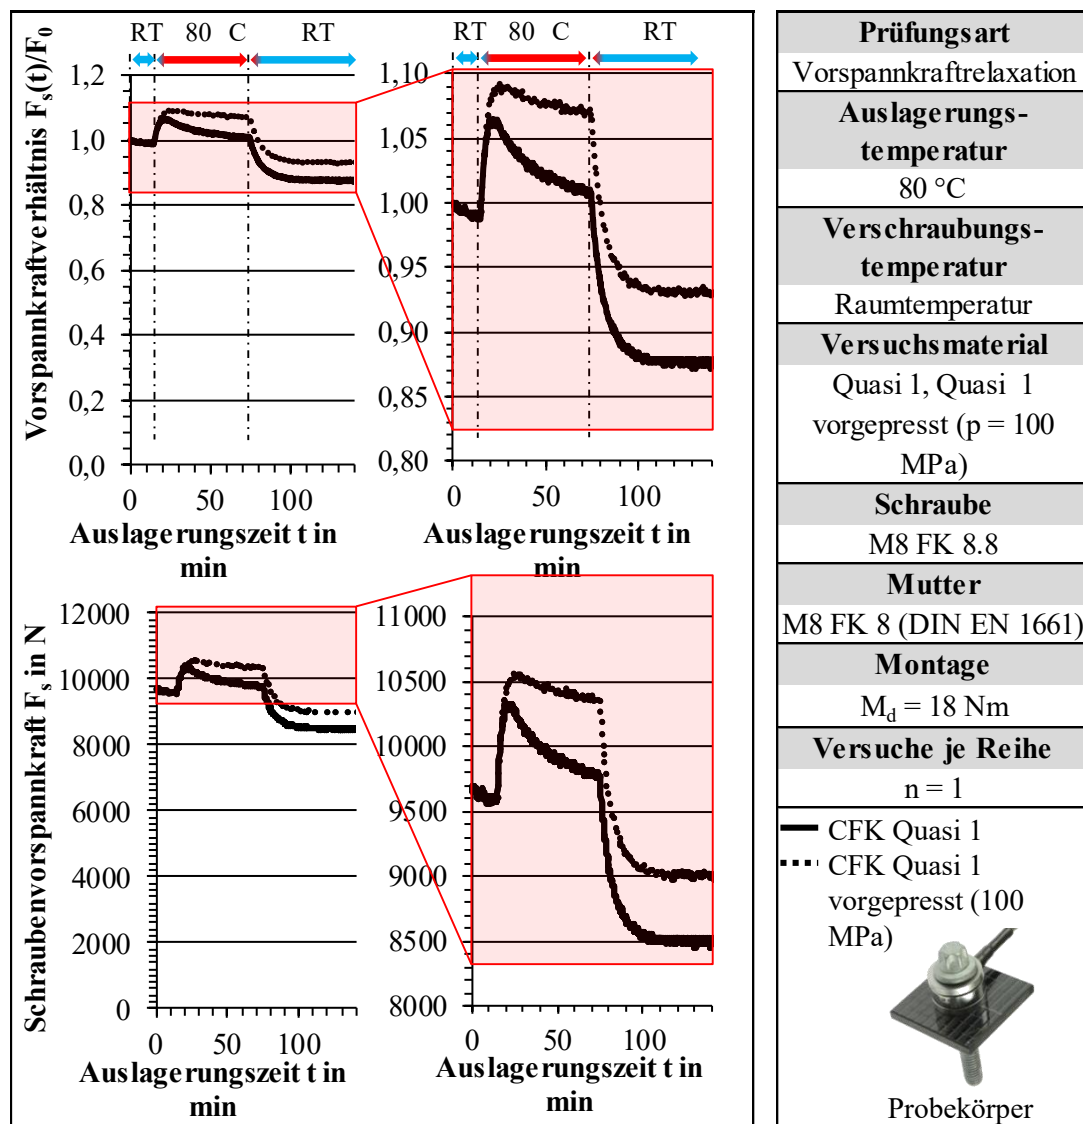 RT 80 C RT
Vorspannkraftverhältnis Fs(t)/F0
1,2
1,0
0,8
0,6
0,4
0,2
0,0
0 50 100
Auslagerungszeit t in
min
RT 80 C RT
1,10
1,05
1,00
0,95
0,90
0,85
0,80
0 50 100
Auslagerungszeit t in
min
Schraubenvorspannkraft Fs in N
12000
10000
8000
6000
4000
2000
0
0 50 100
Auslagerungszeit t in
min
11000
10500
10000
9500
9000
8500
8000
0 50 100
Auslagerungszeit t in
min
Prüfungsart
Vorspannkraftrelaxation
Auslagerungs-
temperatur
80 °C
Verschraubungs-
temperatur
Raumtemperatur
Versuchsmaterial
Quasi 1, Quasi 1
vorgepresst (p = 100
MPa)
Schraube
M8 FK 8.8
Mutter
M8 FK 8 (DIN EN 1661)
Montage
Md = 18 Nm
Versuche je Reihe
n = 1
CFK Quasi 1
CFK Quasi 1
vorgepresst (100
MPa)
Probekörper